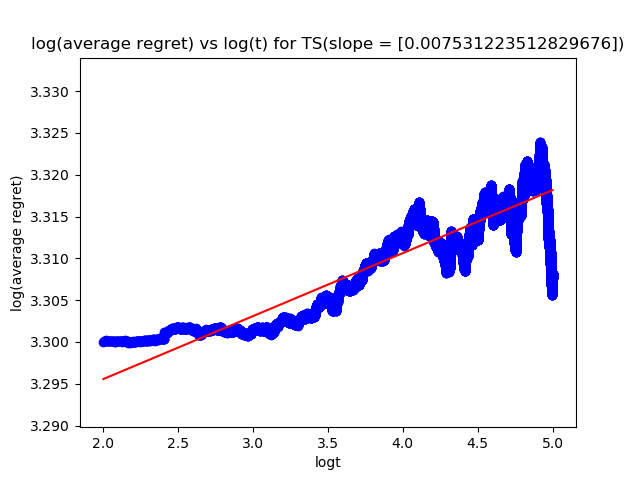 log(average regret) vs log(t) for TS(slope = [0.007531223512829676])
log(average regret)
3.330
3.325
3.320
3.315
3.310
3.305
3.300
3.295
3.290
2.0 2.5 3.0 3.5 4.0 4.5 5.0
logt